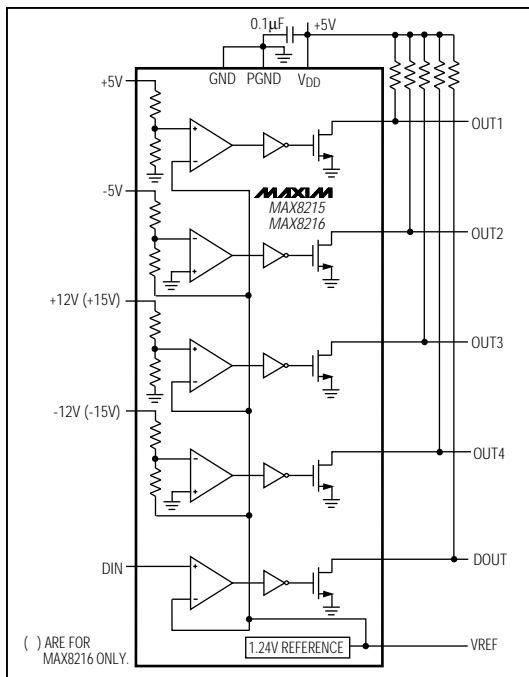 0.1µF
+5V
GND PGND VDD
+5V
+
–
OUT1
MAXIM
MAX8215
MAX8216
-5V
–
+
OUT2
+12V (+15V)
+
–
OUT3
-12V (-15V)
–
+
OUT4
DIN
+
–
DOUT
1.24V REFERENCE
VREF
( ) ARE FOR
MAX8216 ONLY.